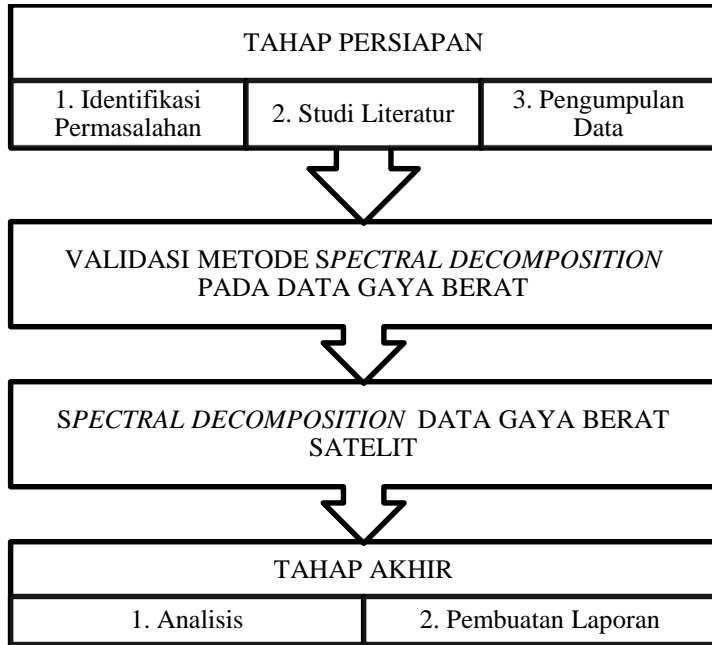 TAHAP PERSIAPAN
1. Identifikasi
Permasalahan
2. Studi Literatur
3. Pengumpulan
Data
VALIDASI METODE SPECTRAL DECOMPOSITION
PADA DATA GAYA BERAT
SPECTRAL DECOMPOSITION DATA GAYA BERAT
SATELIT
TAHAP AKHIR
1. Analisis
2. Pembuatan Laporan